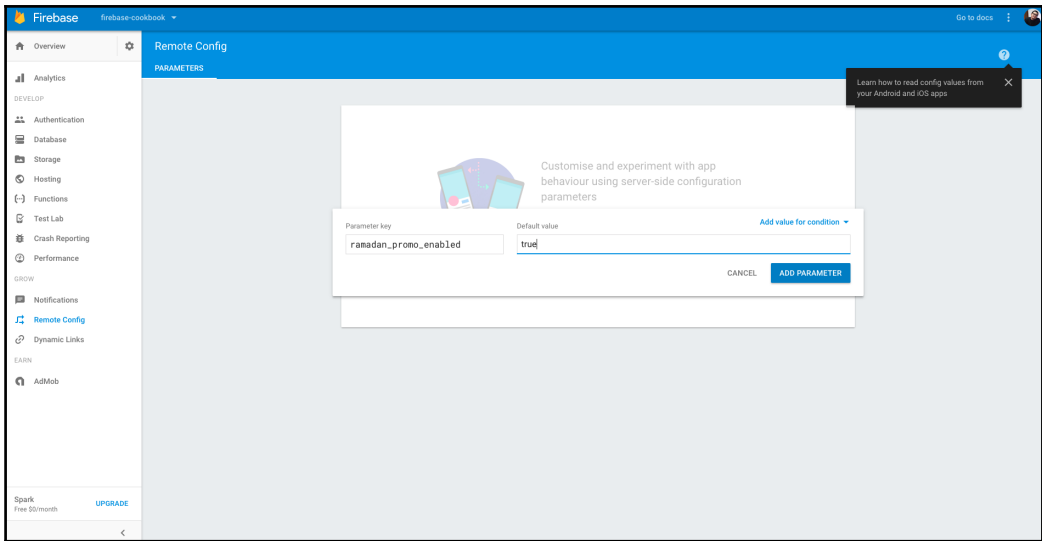 Firebase
firebase-cookbook
Go to docs
Overview
Remote Config
PARAMETERS
Learn how to read config values from
your Android and iOS apps
Analytics
DEVELOP
Authentication
Database
Storage
Hosting
Functions
Test Lab
Crash Reporting
Performance
GROW
Notifications
Remote Config
Dynamic Links
EARN
AdMob
Spark
Free $0/month
UPGRADE
Customise and experiment with app
behaviour using server-side configuration
parameters
Parameter key
Default value
Add value for condition
ramadan_promo_enabled
true
CANCEL
ADD PARAMETER